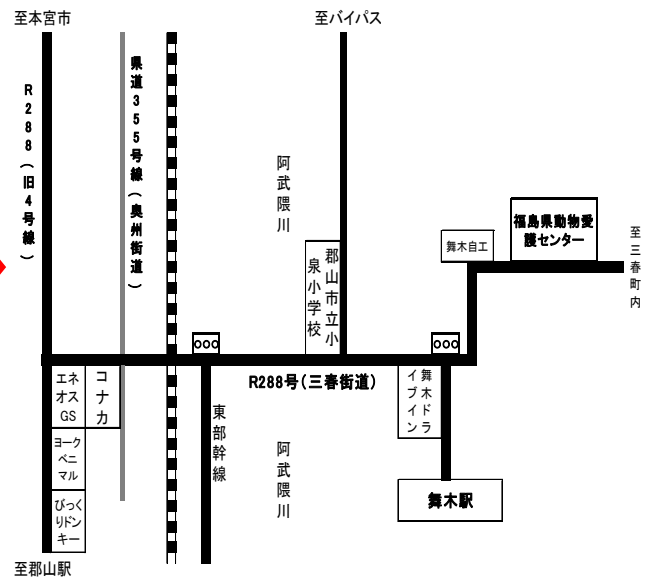 至本宮市
至バイパス
R288(旧4号線)
県道355号線(奥州街道)
阿武隈川
舞木自工
福島県動物愛
護センター
至三春町内
郡山市立小
泉小学校
R288号(三春街道)
エネ
オス
GS
コナカ
ヨーク
ベニ
マル
びっく
りドン
キー
東部幹線
阿武隈川
舞木ドラ
イブイン
舞木駅
至郡山駅